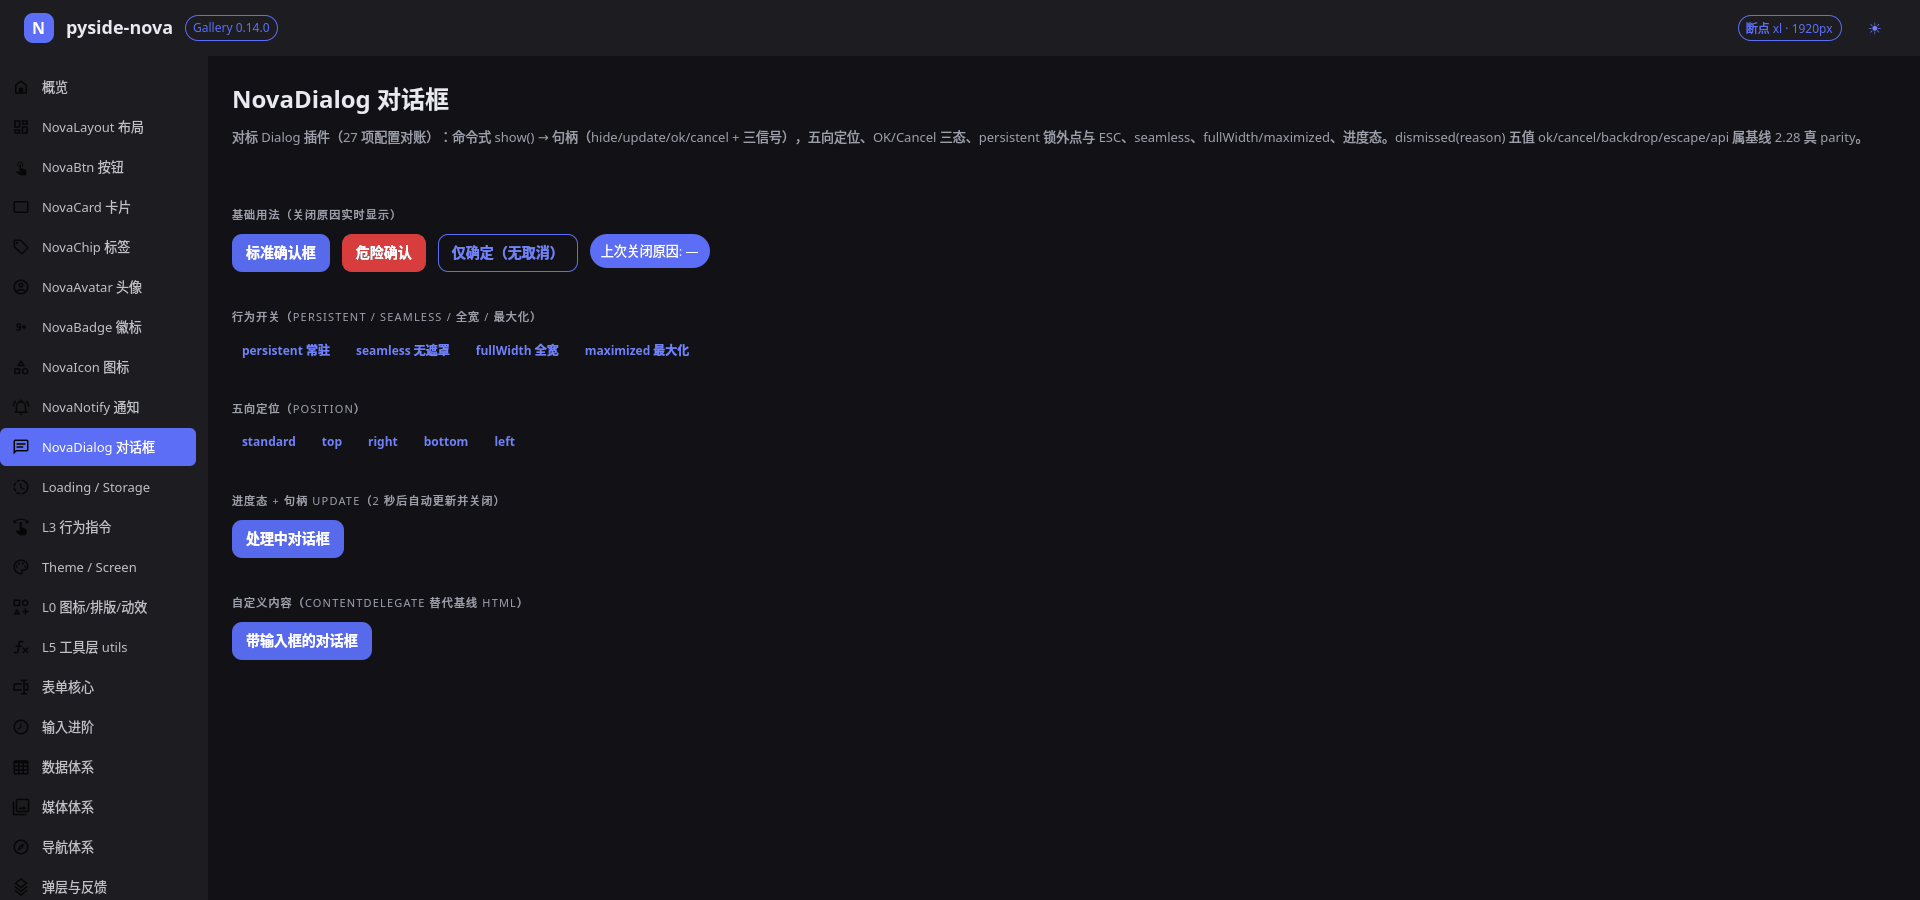 N pyside-nova Gallery 0.14.0 断点 xl · 1920px
概览
NovaLayout 布局
NovaBtn 按钮
NovaCard 卡片
NovaChip 标签
NovaAvatar 头像
9+ NovaBadge 徽标
NovaIcon 图标
NovaNotify 通知
NovaDialog 对话框
Loading / Storage
L3 行为指令
Theme / Screen
L0 图标/排版/动效
L5 工具层 utils
表单核心
输入进阶
数据体系
媒体体系
导航体系
弹层与反馈
NovaDialog 对话框
对标 Dialog 插件（27 项配置对账）：命令式 show() → 句柄（hide/update/ok/cancel + 三信号），五向定位、OK/Cancel 三态、persistent 锁外点与 ESC、seamless、fullWidth/maximized、进度态。dismissed(reason) 五值 ok/cancel/backdrop/escape/api 属基线 2.28 真 parity。
基础用法（关闭原因实时显示）
标准确认框 危险确认 仅确定（无取消） 上次关闭原因: —
行为开关（PERSISTENT / SEAMLESS / 全宽 / 最大化）
persistent 常驻 seamless 无遮罩 fullWidth 全宽 maximized 最大化
五向定位（POSITION）
standard top right bottom left
进度态 + 句柄 UPDATE（2 秒后自动更新并关闭）
处理中对话框
自定义内容（CONTENTDELEGATE 替代基线 HTML）
带输入框的对话框